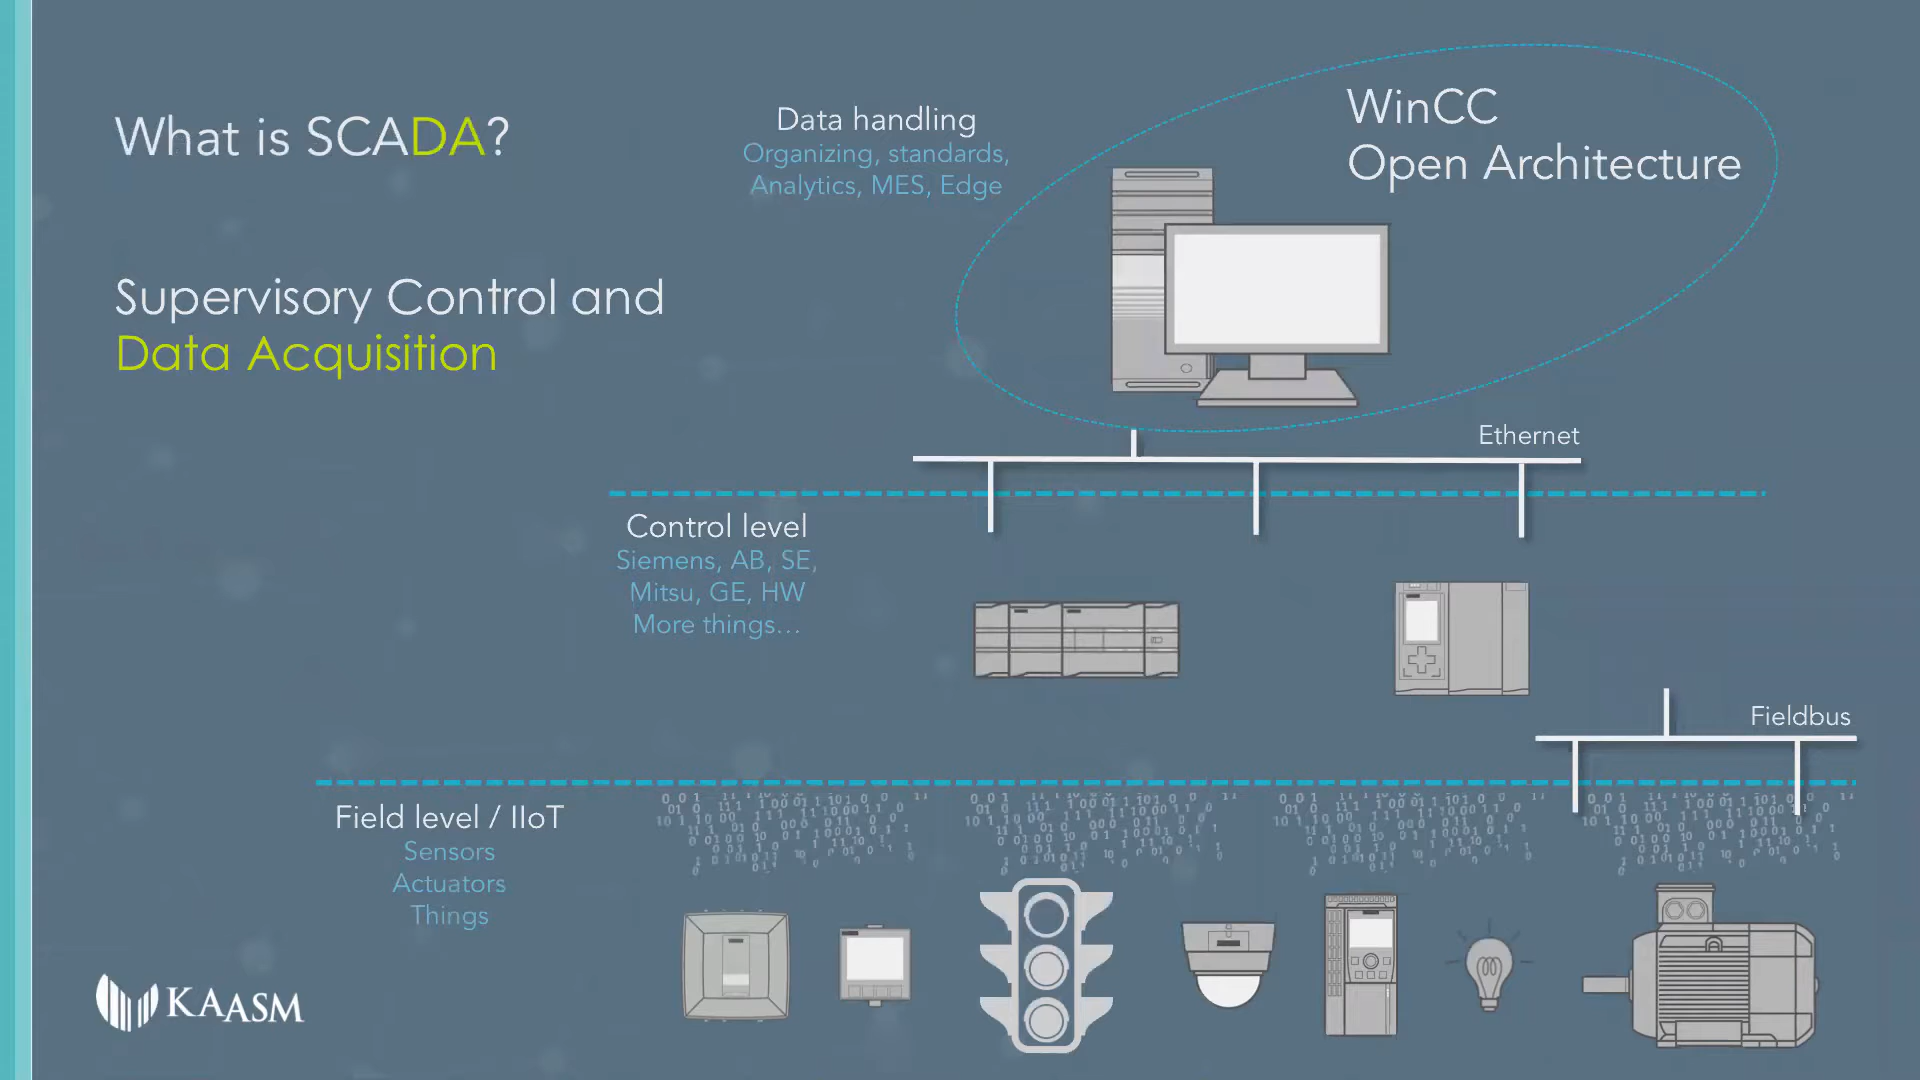 What is SCADA?
Supervisory Control and
Data Acquisition
Data handling
Organizing, standards,
Analytics, MES, Edge
WinCC
Open Architecture
Ethernet
Control level
Siemens, AB, SE,
Mitsu, GE, HW
More things...
Fieldbus
Field level / IIoT
Sensors
Actuators
Things
KAASM